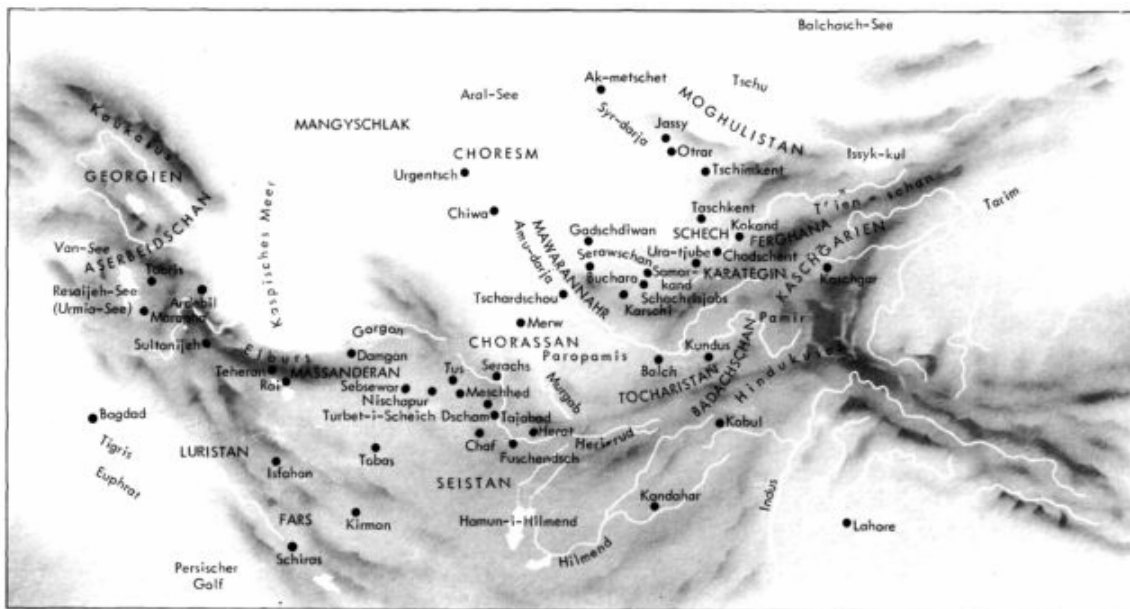 Balchasch-See
Ak-metschet
Tschu
Aral-See
MOGHULISTAN
Syr-darja
MANGYSCHLAK
Jassy
Kaukasus
Otrar
CHORESM
Issyk-kul
GEORGIEN
Urgentsch
Tschimkent
T'ien-schan
Tarim
Chiwa
Taschkent
Kokand
ASERBEIDSCHAN
Kaspisches Meer
MAWARANNAHR
Gadschdiwan
SCHECH
FERGHANA
Van-See
Amu-darja
Serawschan
Ura-tjube
Chodschent
KASCHGARIEN
Täbris
Buchara
Samar-
kand
KARATEGIN
Kaschgar
Resaijeh-See
(Urmia-See)
Ardebil
Maragha
Tschardschou
Karschi
Schachrisjabs
Pamir
Merw
Sultanijeh
Elburs
Gorgan
CHORASSAN
Paropamis
Kundus
Damgan
Balch
Teheran
MASSANDERAN
Rai
Tus
Serachs
TOCHARISTAN
BADACHSCHAN
Hindukusch
Sebsewar
Meschhed
Murgab
Nischapur
Turbet-i-Scheich Dscham
Tajabad
Bagdad
Herat
Heri-rud
Kabul
Tigris
Chaf
Fuschendsch
LURISTAN
Tabas
Isfahan
Euphrat
SEISTAN
Kandahar
Indus
FARS
Kirman
Hamun-i-Hilmend
Lahore
Schiras
Hilmend
Persischer
Golf